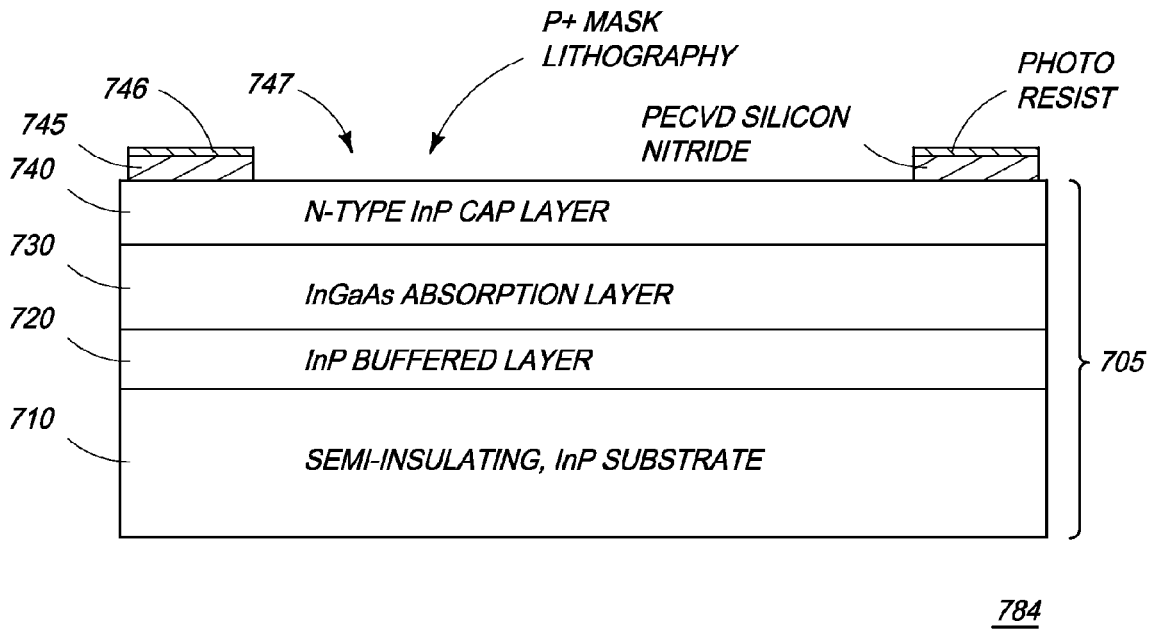 P+ MASK
LITHOGRAPHY
746
747
PHOTO
RESIST
745
PECVD SILICON
NITRIDE
740
N-TYPE InP CAP LAYER
730
InGaAs ABSORPTION LAYER
720
InP BUFFERED LAYER
705
710
SEMI-INSULATING, InP SUBSTRATE
784